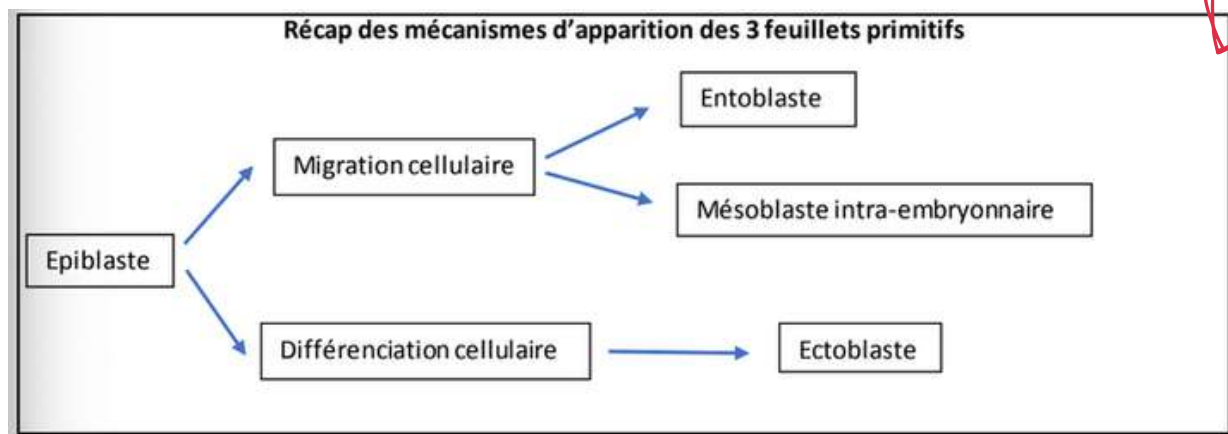 Récap des mécanismes d'apparition des 3 feuillets primitifs
Entoblaste
Migration cellulaire
Mésoblaste intra-embryonnaire
Epiblaste
Différenciation cellulaire
Ectoblaste